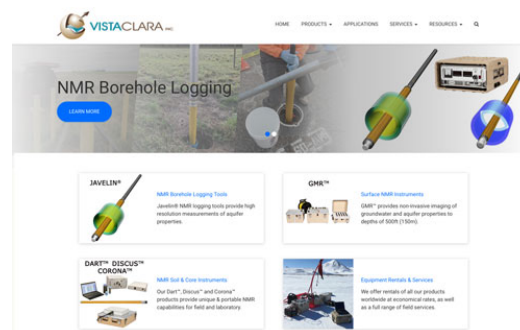 VISTACLARA INC.
HOME PRODUCTS APPLICATIONS SERVICES RESOURCES
NMR Borehole Logging
LEARN MORE
JAVELIN®
NMR Borehole Logging Tools
Javelin® NMR logging tools provide high
resolution measurements of aquifer
properties.
GMR™
Surface NMR Instruments
GMR™ provides non-invasive imaging of
groundwater and aquifer properties to
depths of 500ft (150m).
DART™ DISCUS™
CORONA™
NMR Soil & Core Instruments
Our Dart™, Discus™ and Corona™
products provide unique & portable NMR
capabilities for field and laboratory.
Equipment Rentals & Services
We offer rentals of all our products
worldwide at economical rates, as well
as a full range of field services.